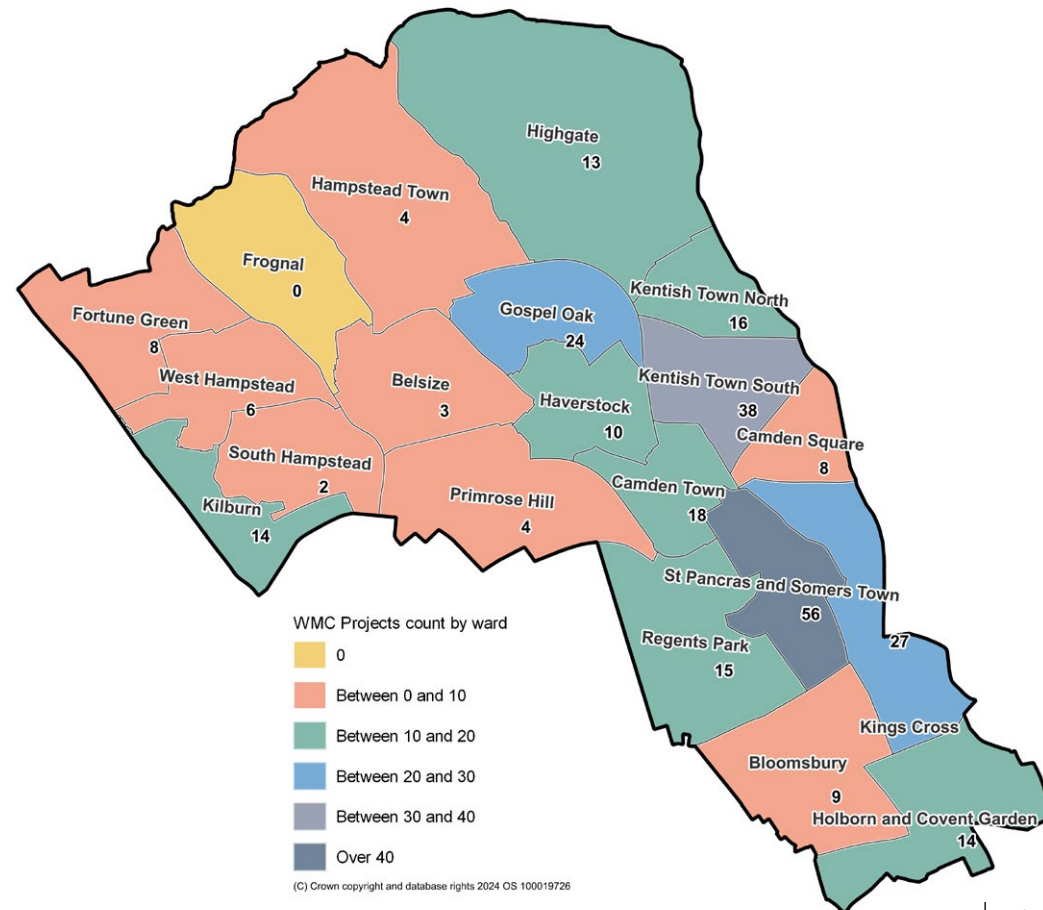 Highgate
13
Hampstead Town
4
Frognal
0
Kentish Town North
16
Gospel Oak
24
Fortune Green
8
Kentish Town South
38
West Hampstead
6
Belsize
3
Haverstock
10
Camden Square
8
South Hampstead
2
Camden Town
18
Primrose Hill
4
Kilburn
14
St Pancras and Somers Town
56
Regents Park
15
27
Kings Cross
Bloomsbury
9
Holborn and Covent Garden
14
WMC Projects count by ward
0
Between 0 and 10
Between 10 and 20
Between 20 and 30
Between 30 and 40
Over 40
(C) Crown copyright and database rights 2024 OS 100019726